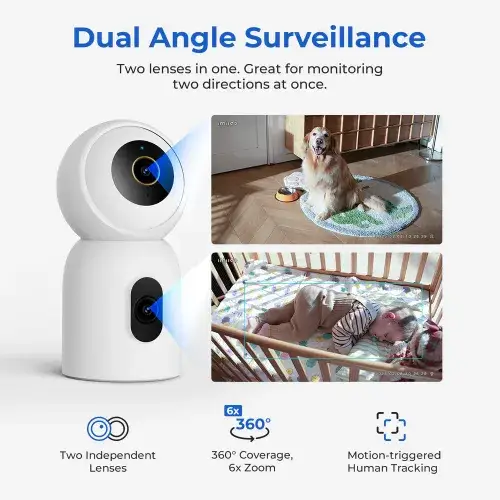 Dual Angle Surveillance
Two lenses in one. Great for monitoring
two directions at once.
imilab
6x
360°
Two Independent
Lenses
360° Coverage,
6x Zoom
Motion-triggered
Human Tracking